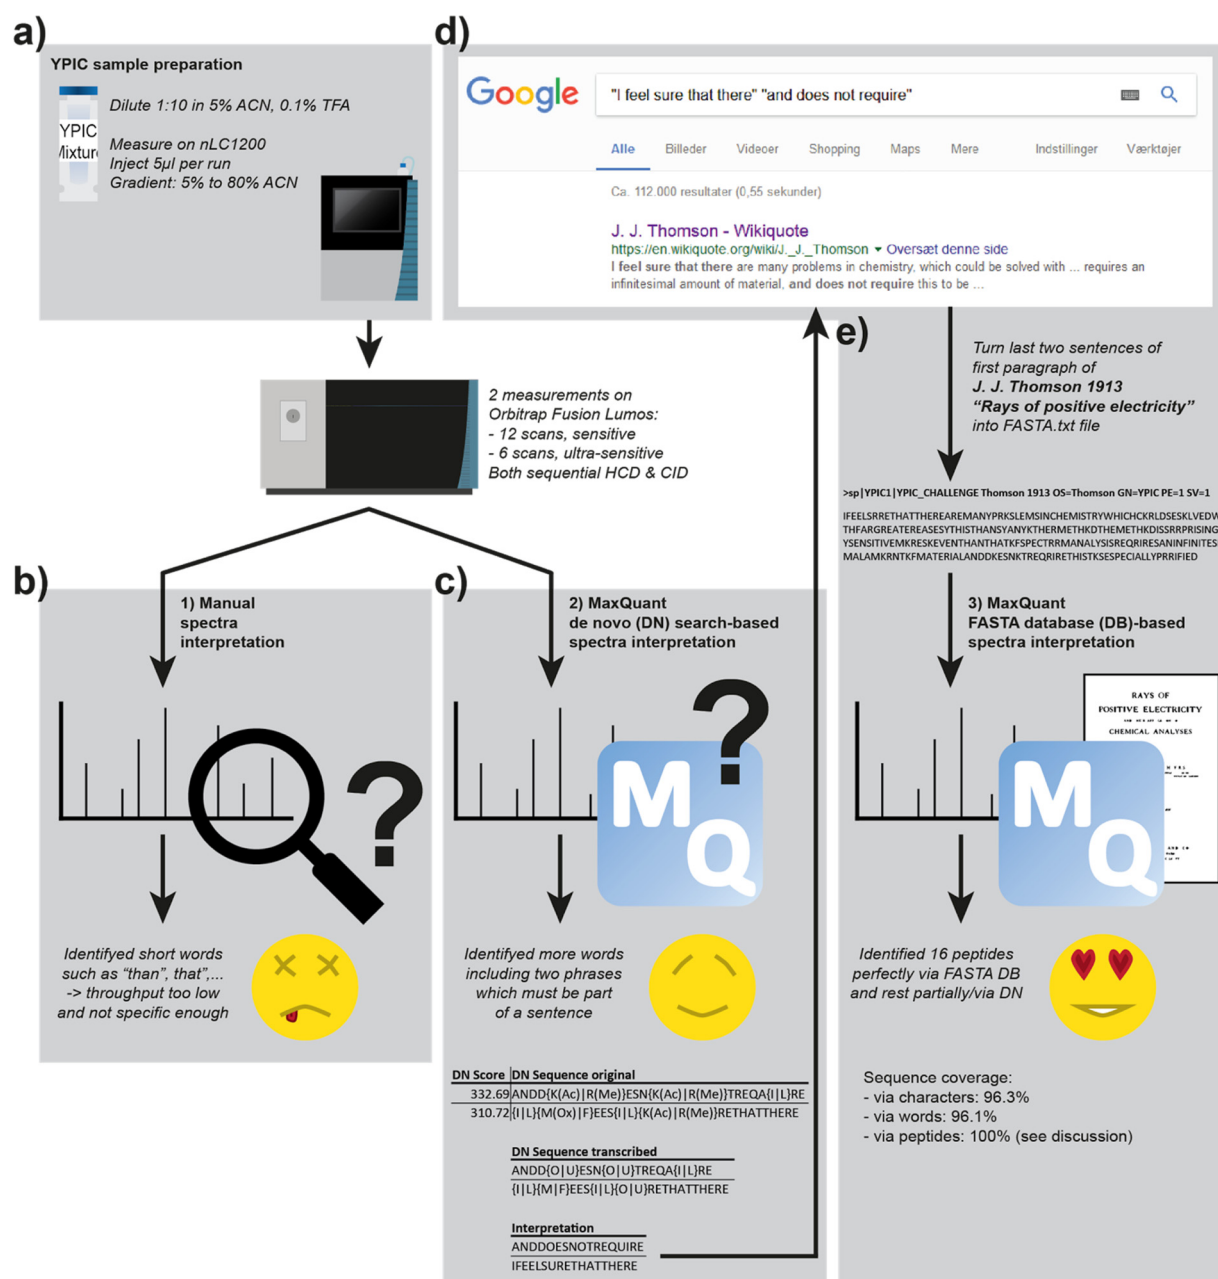 a)
YPIC sample preparation
YPIC
Mixture
Dilute 1:10 in 5% ACN, 0.1% TFA
Measure on nLC1200
Inject 5µl per run
Gradient: 5% to 80% ACN
2 measurements on
Orbitrap Fusion Lumos:
- 12 scans, sensitive
- 6 scans, ultra-sensitive
Both sequential HCD & CID
b)
1) Manual
spectra
interpretation
?
Identifyed short words
such as “than”, that”,...
-> throughput too low
and not specific enough
c)
2) MaxQuant
de novo (DN) search-based
spectra interpretation
?
M
Q
Identifyed more words
including two phrases
which must be part
of a sentence
DN Score DN Sequence original
332.69 ANDD{K(Ac)|R(Me)}ESN{K(Ac)|R(Me)}TREQA{I|L}RE
310.72 {I|L}{M(Ox)|F}EES{I|L}{K(Ac)|R(Me)}RETHATTHERE
DN Sequence transcribed
ANDD{O|U}ESN{O|U}TREQA{I|L}RE
{I|L}{M|F}EES{I|L}{O|U}RETHATTHERE
Interpretation
ANDDOESNOTREQUIRE
IFEELSURETHATTHERE
d)
Google
"I feel sure that there" "and does not require"
Alle Billeder Videoer Shopping Maps Mere Indstillinger Værktøjer
Ca. 112.000 resultater (0,55 sekunder)
J. J. Thomson - Wikiquote
https://en.wikiquote.org/wiki/J._J._Thomson ▾ Oversæt denne side
I feel sure that there are many problems in chemistry, which could be solved with ... requires an
infinitesimal amount of material, and does not require this to be ...
e)
Turn last two sentences of
first paragraph of
J. J. Thomson 1913
“Rays of positive electricity”
into FASTA.txt file
>sp|YPIC1|YPIC_CHALLENGE Thomson 1913 OS=Thomson GN=YPIC PE=1 SV=1
IFEELSRRETHATTHEREAREMANYPRKSLEMSINCHEMISTRYWHICHCKRLDSESKLVEDW
THFARGREATEREASESYTHISTHANSYANYKTHERMETHKDTHEMETHKDISSRRPRISING
YSENSITIVEMKRESKEVENTHANTHATKFSPECTRRMANALYSISREQRIRESANINFINITES
MALAMKRNTKFMATERIALANDDKESNKTREQRIRETHISTKSESPECIALLYPRRIFIED
3) MaxQuant
FASTA database (DB)-based
spectra interpretation
RAYS OF
POSITIVE ELECTRICITY
CHEMICAL ANALYSES
M
Q
Identified 16 peptides
perfectly via FASTA DB
and rest partially/via DN
Sequence coverage:
- via characters: 96.3%
- via words: 96.1%
- via peptides: 100% (see discussion)